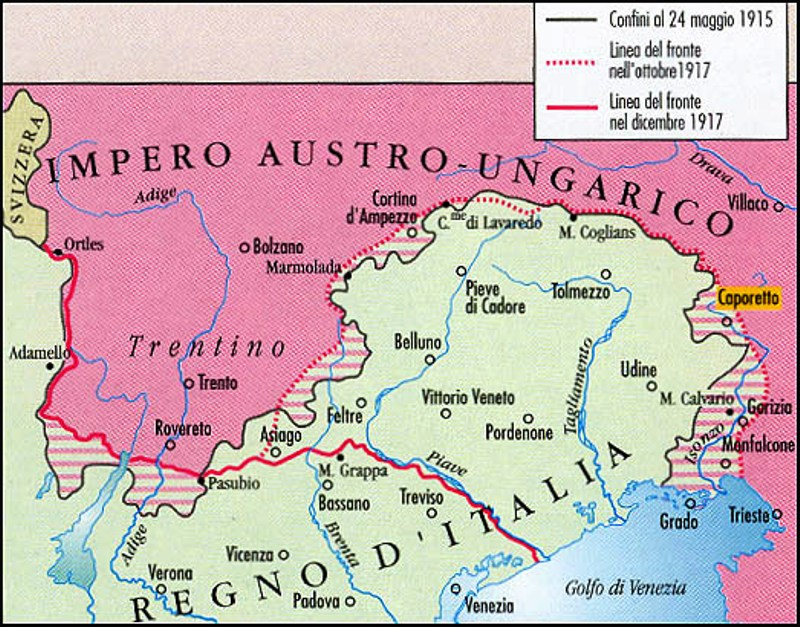 Confini al 24 maggio 1915
Linea del fronte
nell'ottobre 1917
Linea del fronte
nel dicembre 1917
SVIZZERA
IMPERO AUSTRO-UNGARICO
Drava
Villaco
Adige
Cortina
d'Ampezzo
C.me di Lavaredo
M. Coglians
Ortles
Bolzano
Marmolada
Pieve
di Cadore
Tolmezzo
Caporetto
Trentino
Adamello
Belluno
Trento
Udine
Tagliamento
Vittorio Veneto
M. Calvario
Gorizia
Feltre
Pordenone
Rovereto
Asiago
Isonzo
Monfalcone
Pasubio
M. Grappa
Piave
Bassano
Treviso
Grado
Trieste
Adige
Brenta
Vicenza
REGNO D'ITALIA
Verona
Padova
Venezia
Golfo di Venezia